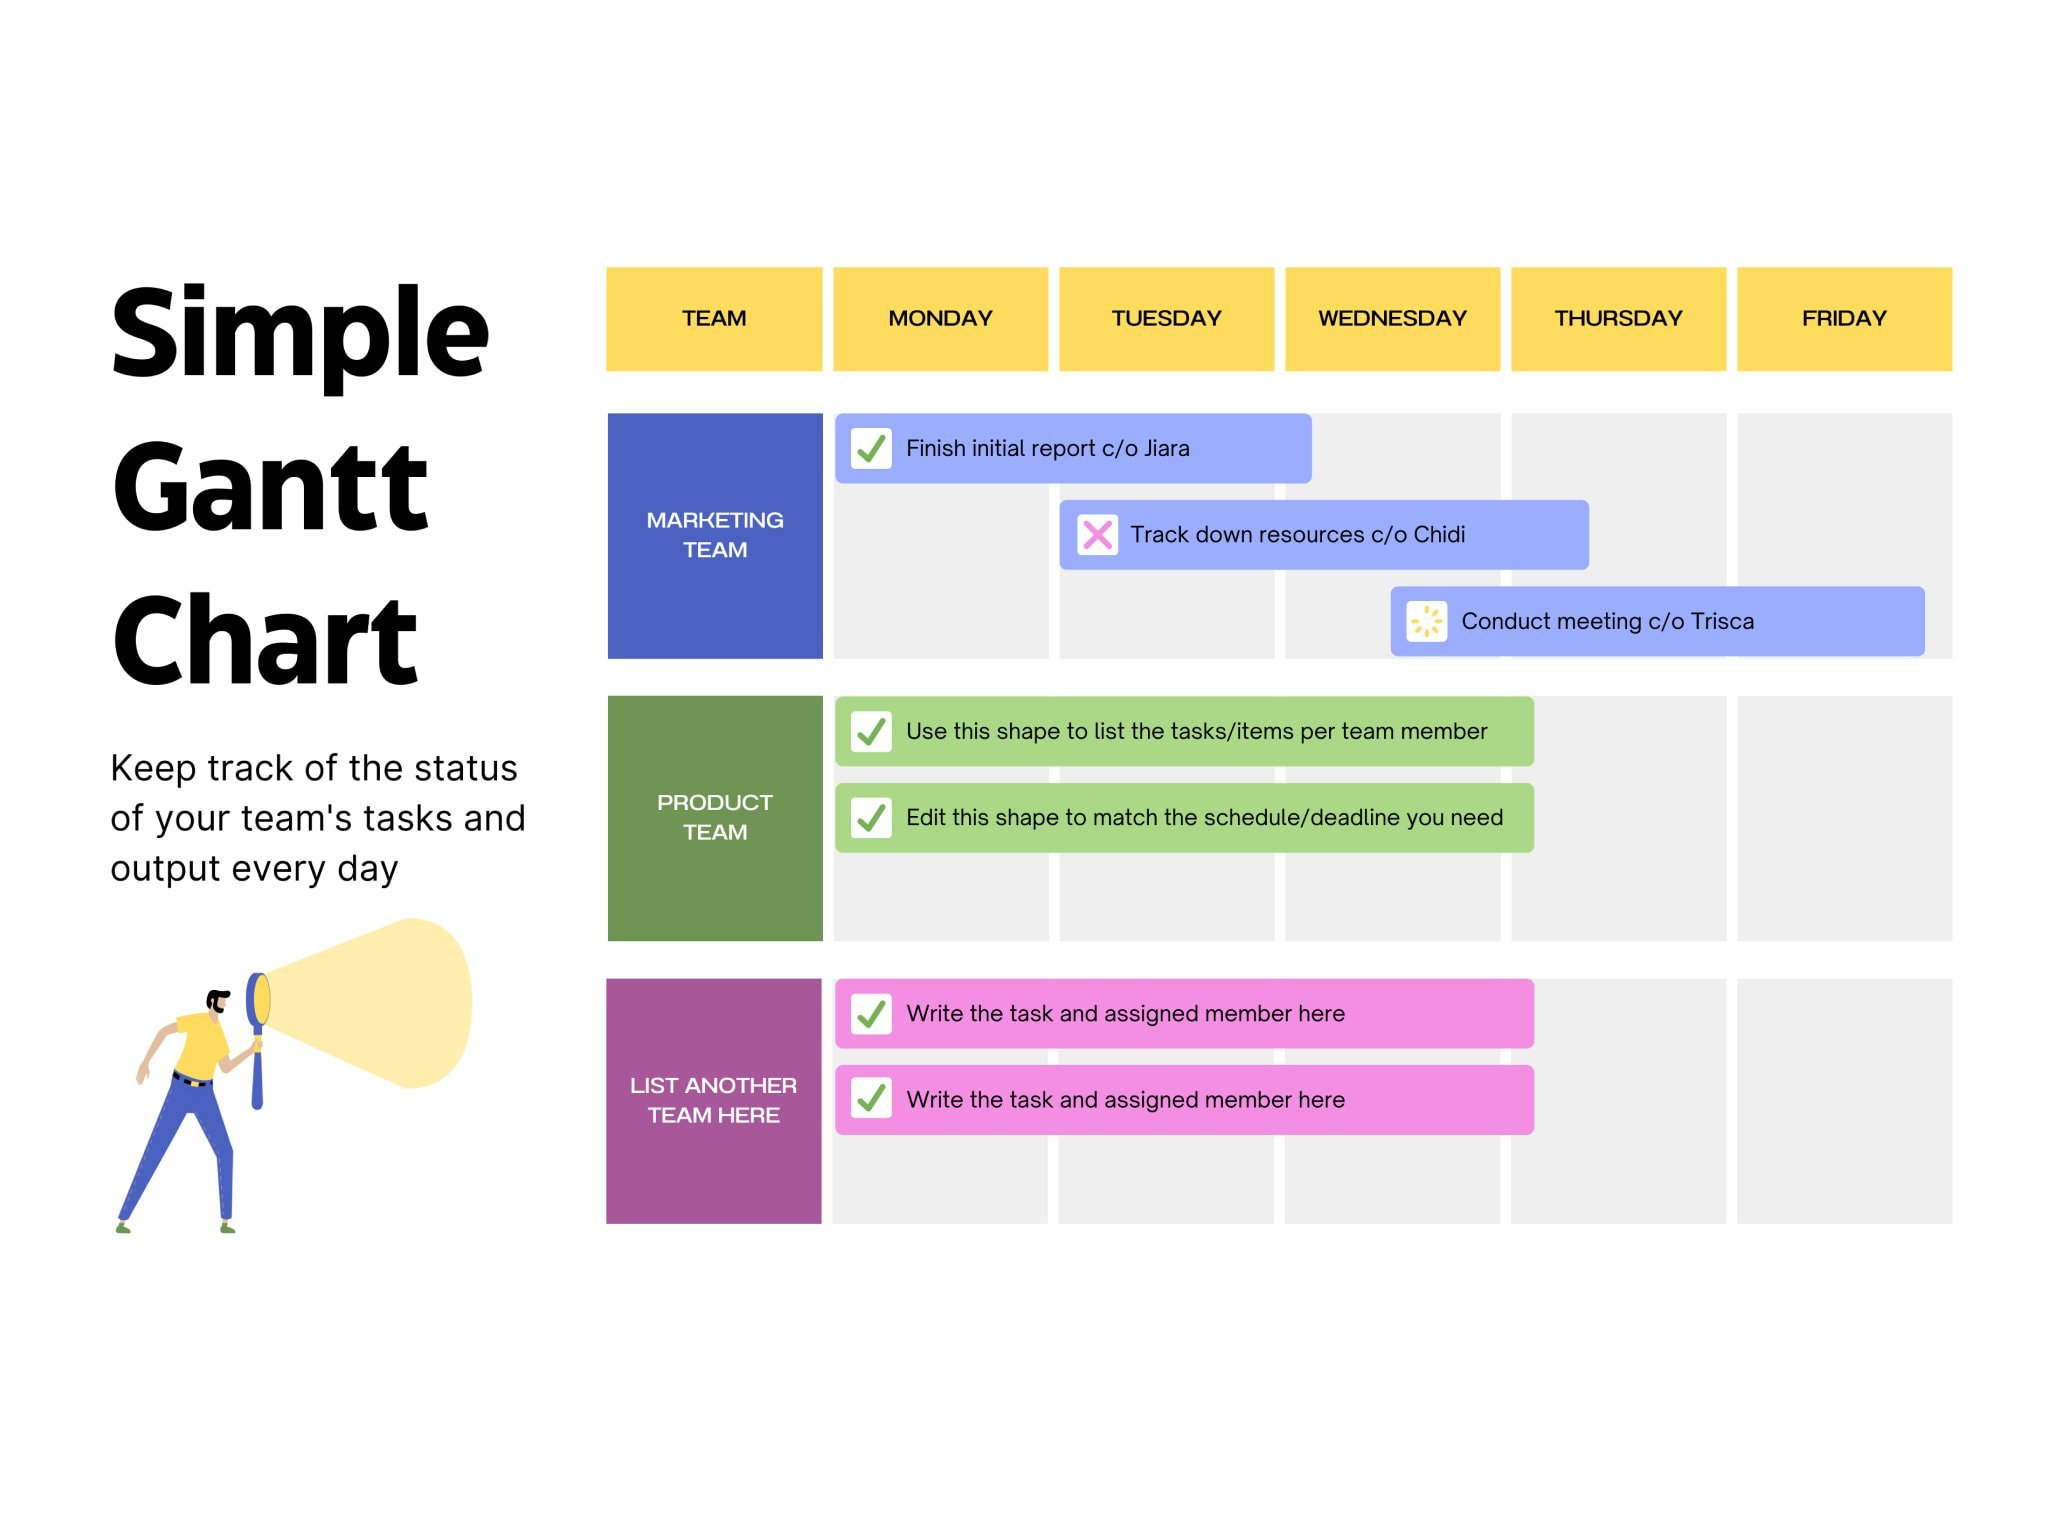 Simple
Gantt
Chart
Keep track of the status
of your team's tasks and
output every day
TEAM
MONDAY
TUESDAY
WEDNESDAY
THURSDAY
FRIDAY
MARKETING
TEAM
Finish initial report c/o Jiara
Track down resources c/o Chidi
Conduct meeting c/o Trisca
PRODUCT
TEAM
Use this shape to list the tasks/items per team member
Edit this shape to match the schedule/deadline you need
LIST ANOTHER
TEAM HERE
Write the task and assigned member here
Write the task and assigned member here